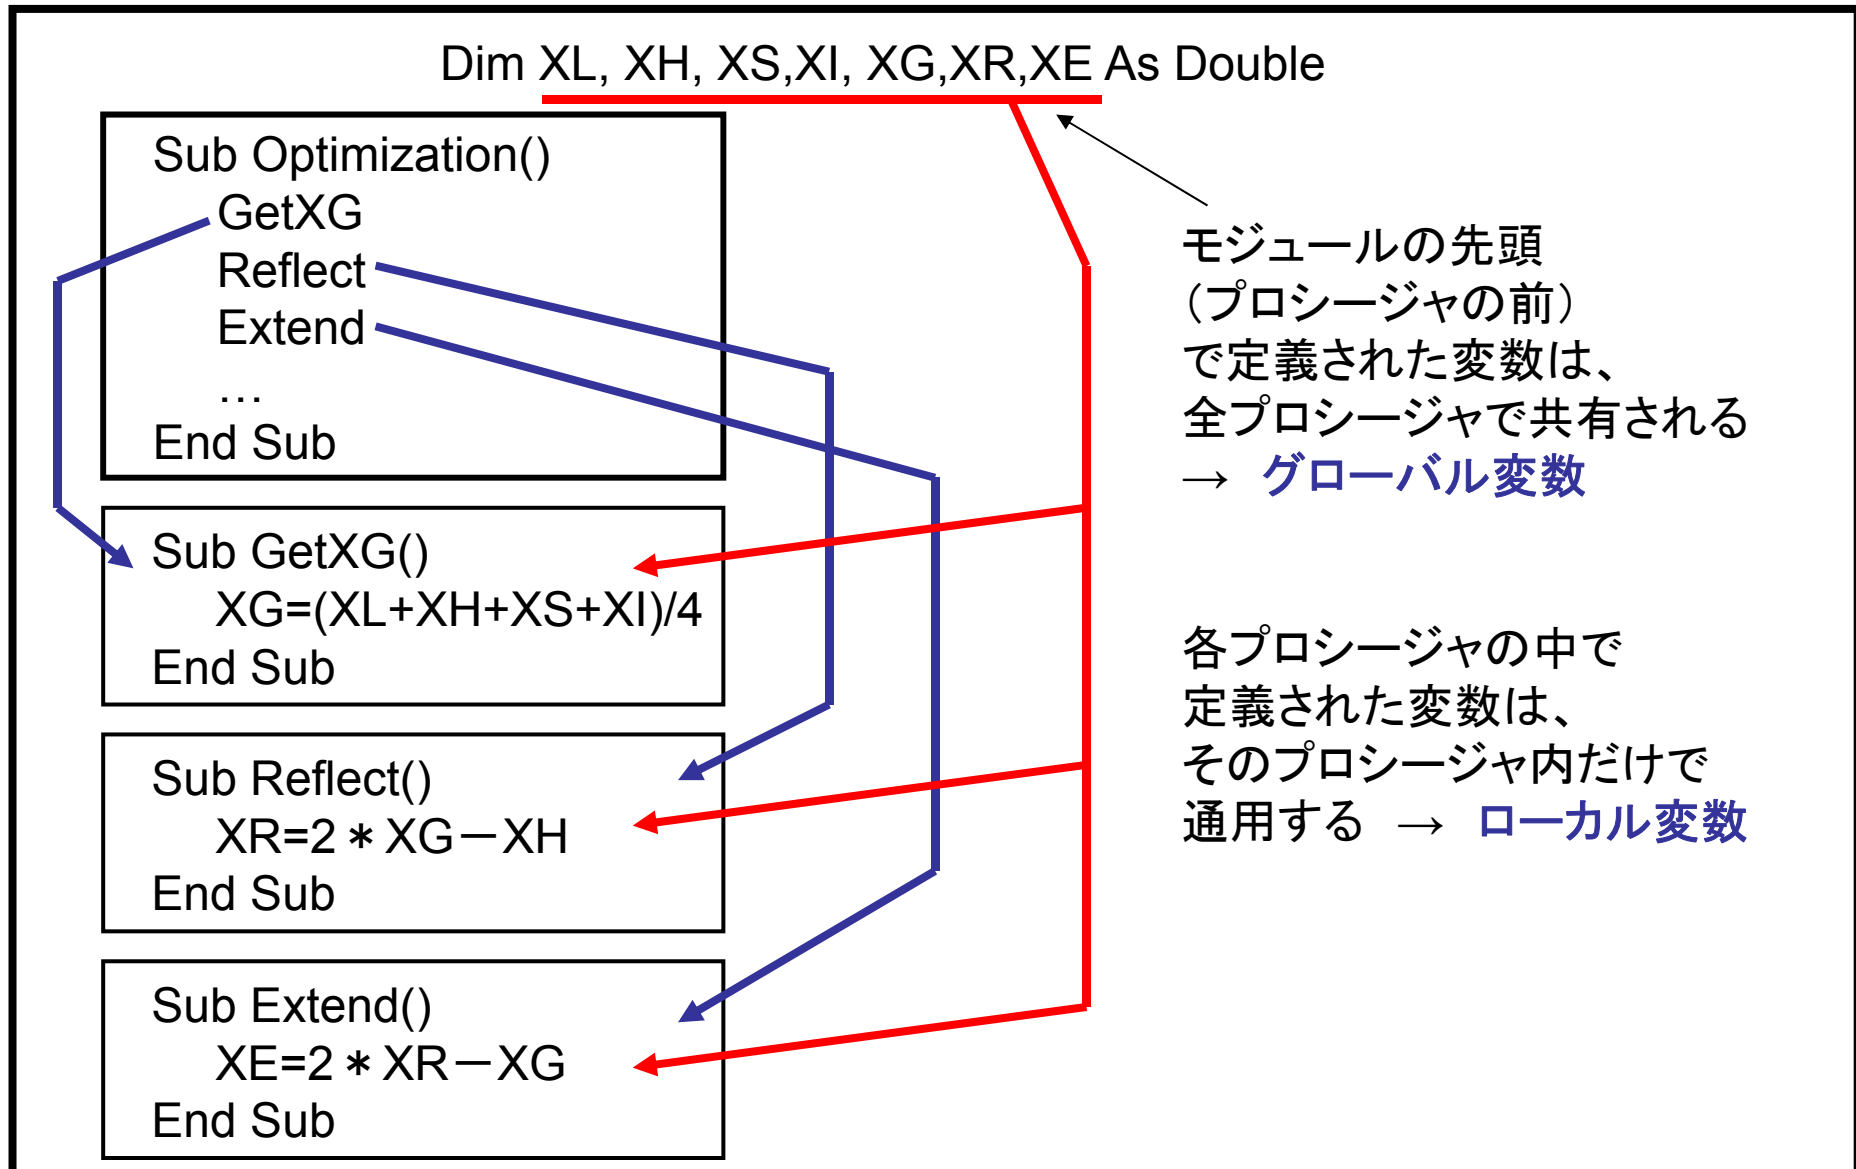 Dim XL, XH, XS,XI, XG,XR,XE As Double
Sub Optimization()
GetXG
Reflect
Extend
…
End Sub
Sub GetXG()
XG=(XL+XH+XS+XI)/4
End Sub
Sub Reflect()
XR=2＊XG－XH
End Sub
Sub Extend()
XE=2＊XR－XG
End Sub
モジュールの先頭
（プロシージャの前）
で定義された変数は、
全プロシージャで共有される
→ グローバル変数
各プロシージャの中で
定義された変数は、
そのプロシージャ内だけで
通用する → ローカル変数